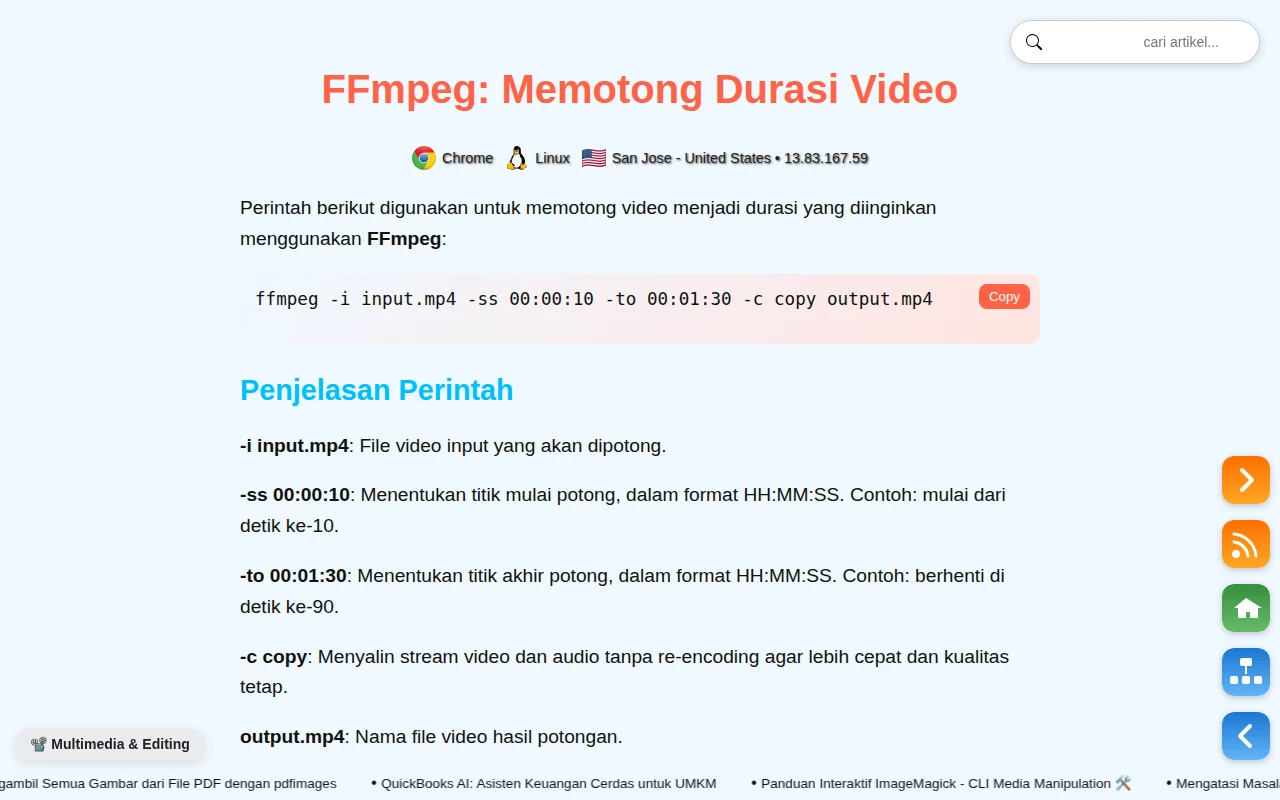 cari artikel...
FFmpeg: Memotong Durasi Video
Chrome Linux San Jose - United States • 13.83.167.59
Perintah berikut digunakan untuk memotong video menjadi durasi yang diinginkan
menggunakan FFmpeg:
ffmpeg -i input.mp4 -ss 00:00:10 -to 00:01:30 -c copy output.mp4
Copy
Penjelasan Perintah
-i input.mp4: File video input yang akan dipotong.
-ss 00:00:10: Menentukan titik mulai potong, dalam format HH:MM:SS. Contoh: mulai dari
detik ke-10.
-to 00:01:30: Menentukan titik akhir potong, dalam format HH:MM:SS. Contoh: berhenti di
detik ke-90.
-c copy: Menyalin stream video dan audio tanpa re-encoding agar lebih cepat dan kualitas
tetap.
output.mp4: Nama file video hasil potongan.
📽️ Multimedia & Editing
gambil Semua Gambar dari File PDF dengan pdfimages • QuickBooks AI: Asisten Keuangan Cerdas untuk UMKM • Panduan Interaktif ImageMagick - CLI Media Manipulation 🛠️ • Mengatasi Masal